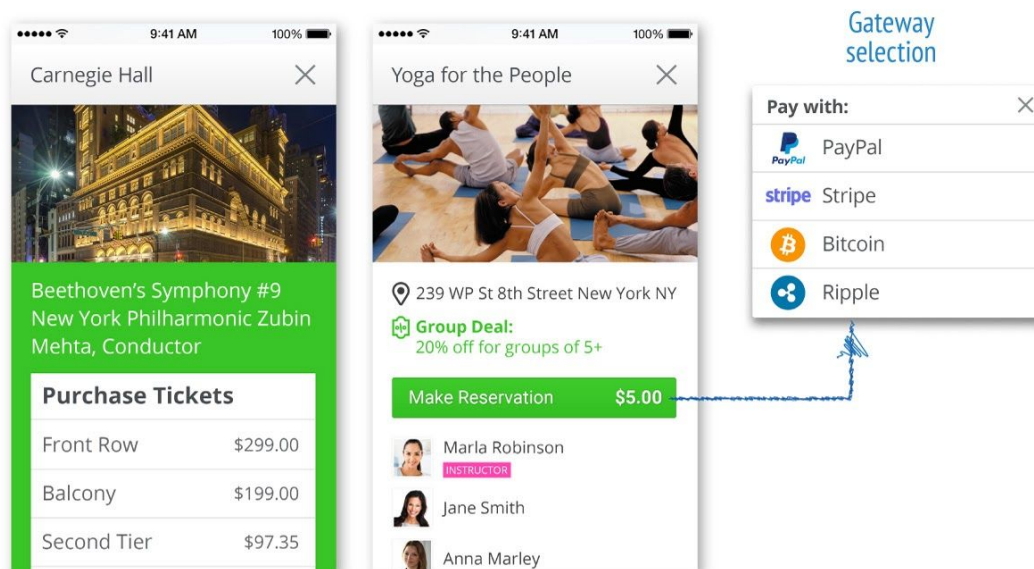 9:41 AM 100%
Carnegie Hall
Beethoven's Symphony #9
New York Philharmonic Zubin
Mehta, Conductor
Purchase Tickets
Front Row $299.00
Balcony $199.00
Second Tier $97.35
9:41 AM 100%
Yoga for the People
239 WP St 8th Street New York NY
Group Deal:
20% off for groups of 5+
Make Reservation $5.00
Marla Robinson
INSTRUCTOR
Jane Smith
Anna Marley
Gateway
selection
Pay with:
PayPal PayPal
stripe Stripe
Bitcoin
Ripple